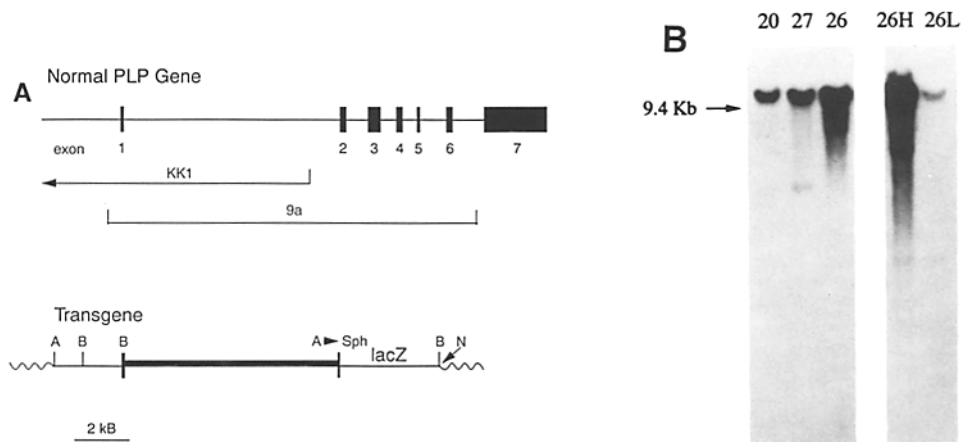 A
Normal PLP Gene
exon 1 2 3 4 5 6 7
KK1
9a
Transgene
A B B A Sph lacZ B N
2 kB
B
20 27 26 26H 26L
9.4 Kb